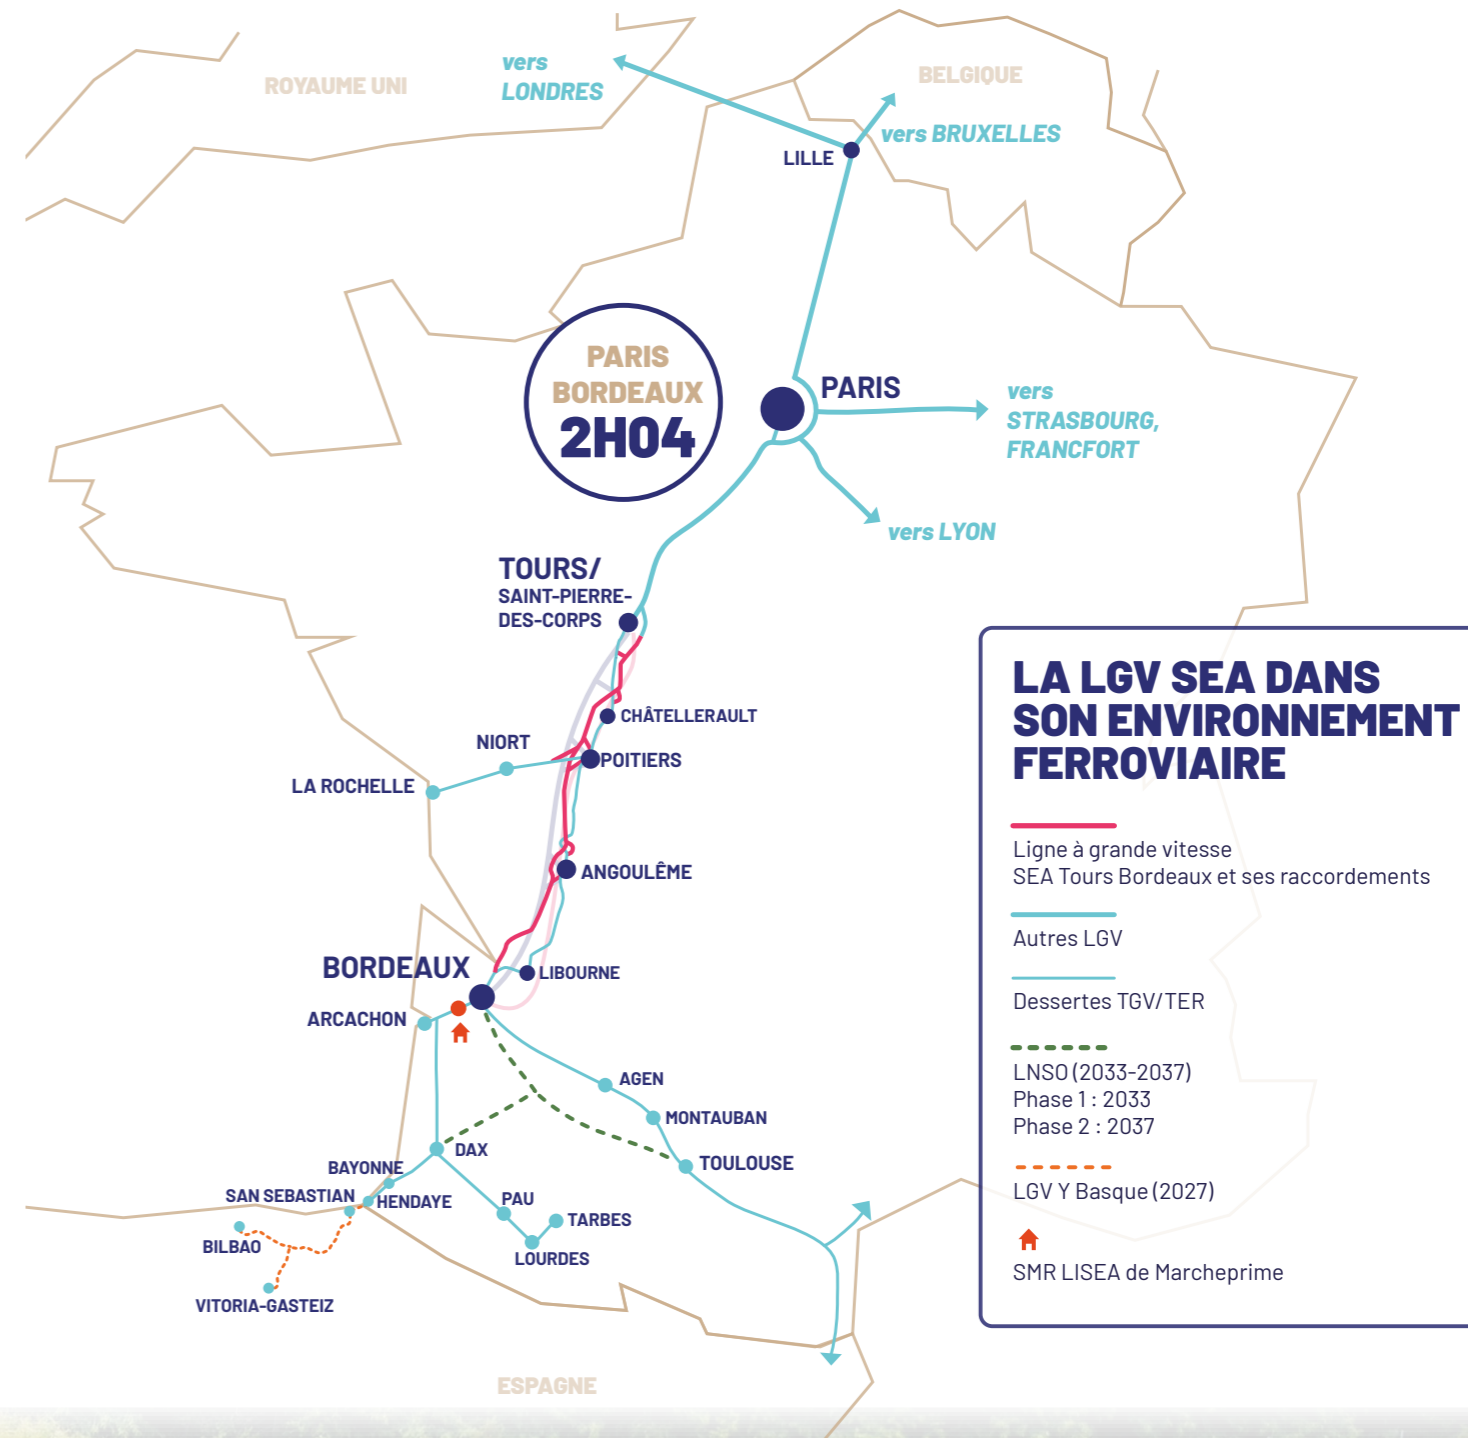 ROYAUME UNI
vers
LONDRES
BELGIQUE
vers BRUXELLES
LILLE
PARIS
BORDEAUX
2H04
PARIS
vers
STRASBOURG,
FRANCFORT
vers LYON
TOURS/
SAINT-PIERRE-
DES-CORPS
CHÂTELLERAULT
NIORT
POITIERS
LA ROCHELLE
ANGOULÊME
BORDEAUX
LIBOURNE
ARCACHON
AGEN
MONTAUBAN
DAX
TOULOUSE
BAYONNE
SAN SEBASTIAN
HENDAYE
PAU
TARBES
BILBAO
LOURDES
VITORIA-GASTEIZ
ESPAGNE
LA LGV SEA DANS
SON ENVIRONNEMENT
FERROVIAIRE
Ligne à grande vitesse
SEA Tours Bordeaux et ses raccordements
Autres LGV
Dessertes TGV/TER
LNSO (2033-2037)
Phase 1 : 2033
Phase 2 : 2037
LGV Y Basque (2027)
SMR LISEA de Marcheprime